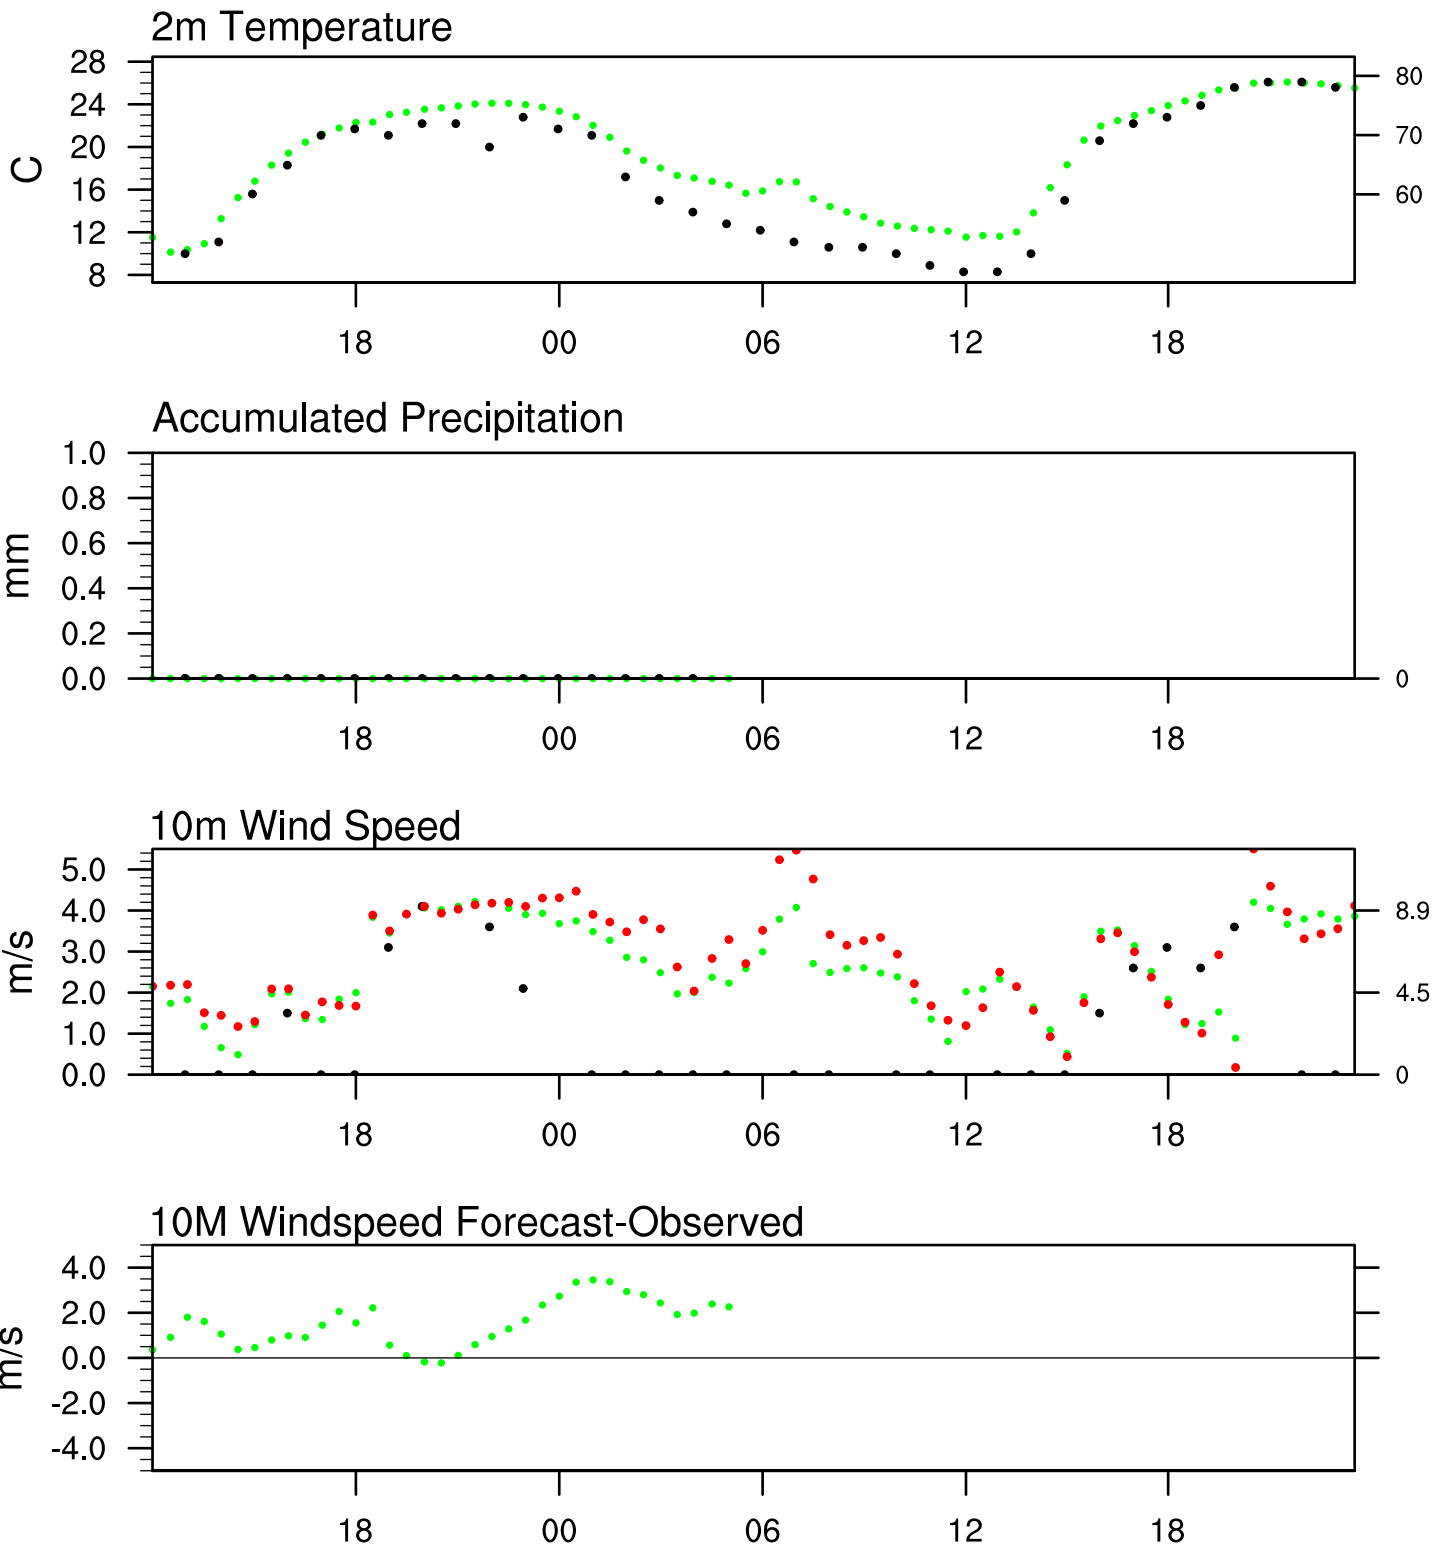 2m Temperature
28
24
20
16
12
8
C
80
70
60
18 00 06 12 18
Accumulated Precipitation
1.0
0.8
0.6
0.4
0.2
0.0
mm
0
18 00 06 12 18
10m Wind Speed
5.0
4.0
3.0
2.0
1.0
0.0
m/s
8.9
4.5
0
18 00 06 12 18
10M Windspeed Forecast-Observed
4.0
2.0
0.0
-2.0
-4.0
m/s
18 00 06 12 18